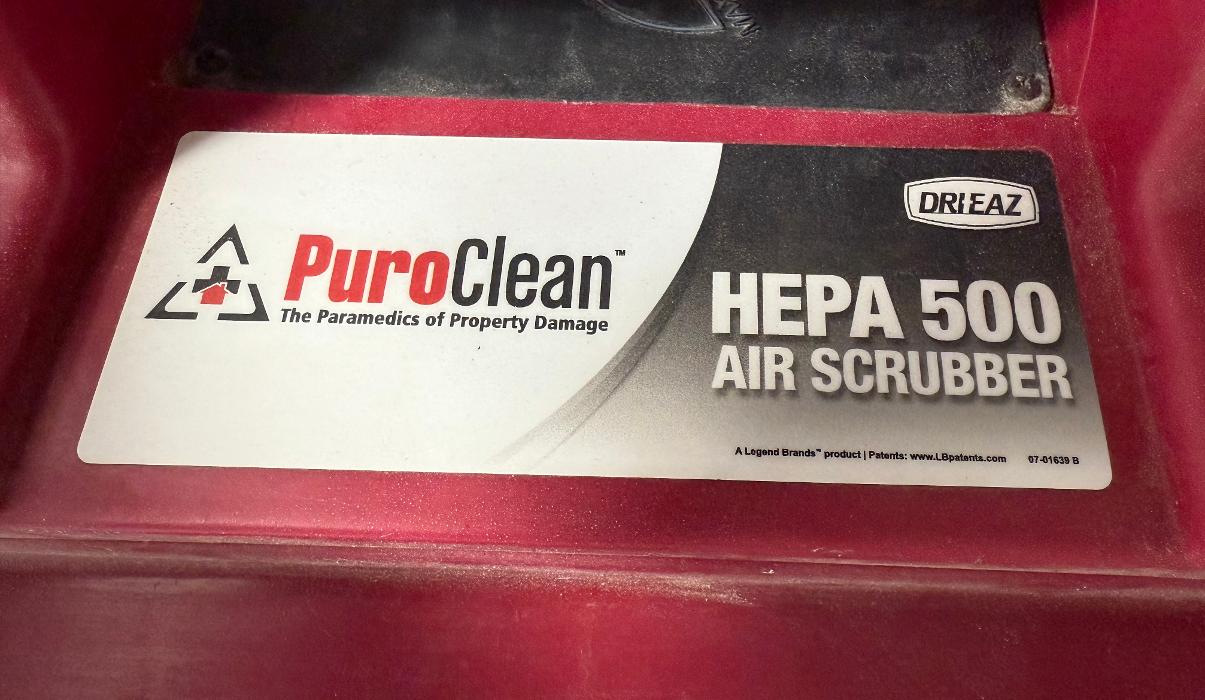 PuroClean™
The Paramedics of Property Damage
DRI-EAZ
HEPA 500
AIR SCRUBBER
A Legend Brands™ product | Patents: www.LBpatents.com 07-01639 B